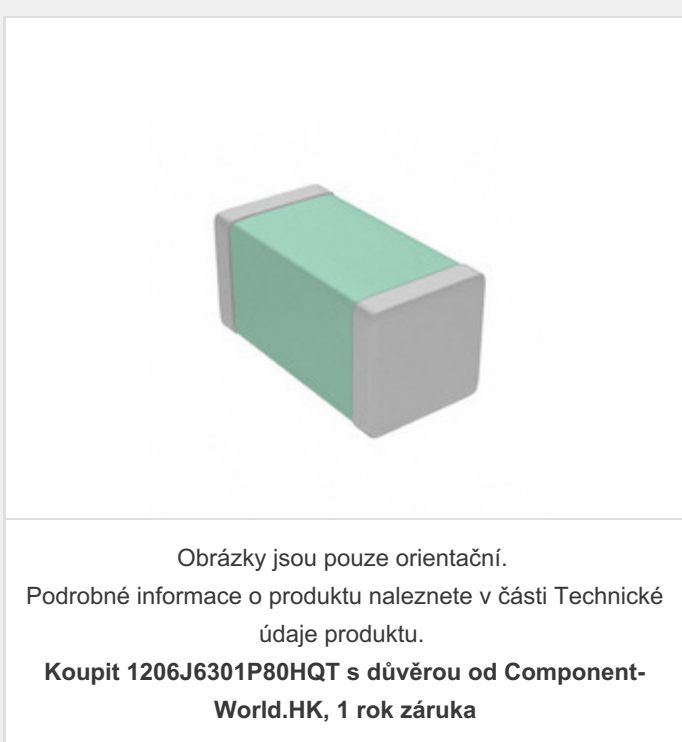 Obrázky jsou pouze orientační.
Podrobné informace o produktu naleznete v části Technické
údaje produktu.
Koupit 1206J6301P80HQT s důvěrou od Component-
World.HK, 1 rok záruka